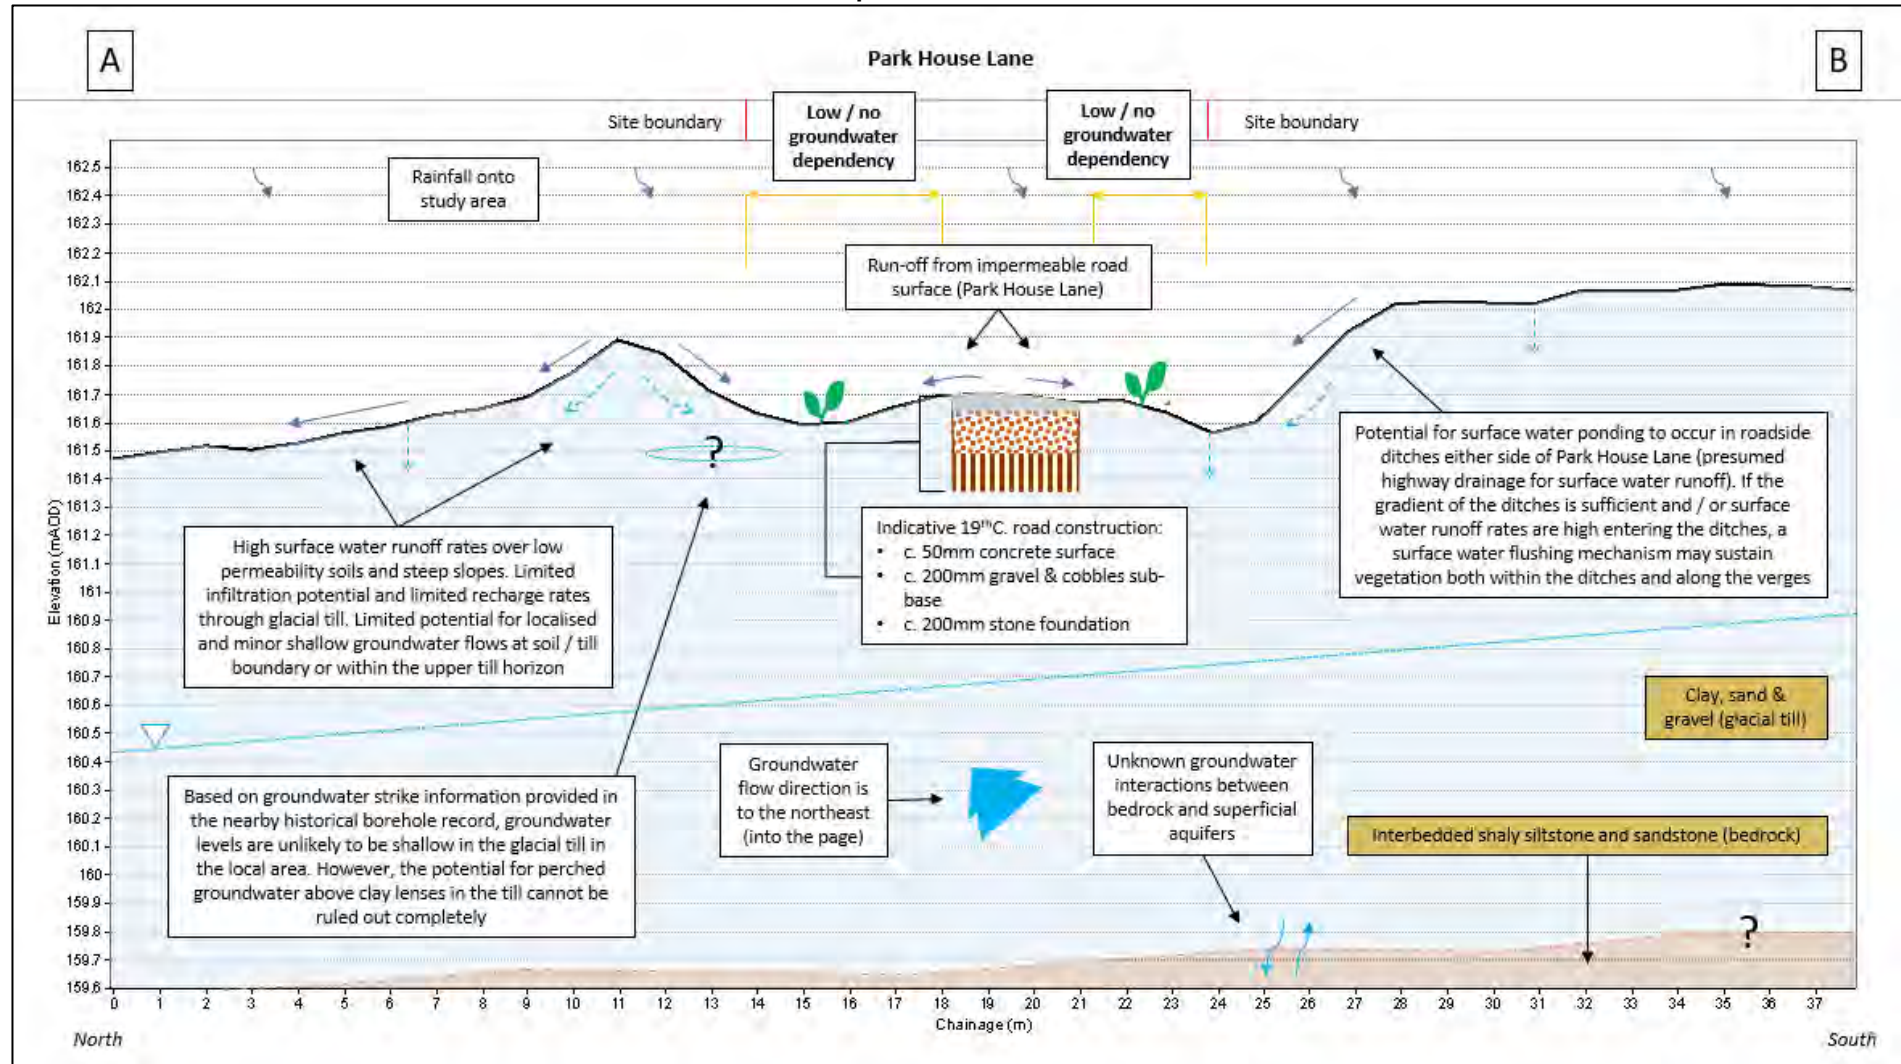 A
Park House Lane
B
Site boundary
Low / no
groundwater
dependency
Low / no
groundwater
dependency
Site boundary
Rainfall onto
study area
Run-off from impermeable road
surface (Park House Lane)
Elevation (mAOD)
162.5
162.4
162.3
162.2
162.1
162
161.9
161.8
161.7
161.6
161.5
161.4
161.3
161.2
161.1
161
160.9
160.8
160.7
160.6
160.5
160.4
160.3
160.2
160.1
160
159.9
159.8
159.7
159.6
?
High surface water runoff rates over low
permeability soils and steep slopes. Limited
infiltration potential and limited recharge rates
through glacial till. Limited potential for localised
and minor shallow groundwater flows at soil / till
boundary or within the upper till horizon
Indicative 19thC. road construction:
• c. 50mm concrete surface
• c. 200mm gravel & cobbles sub-
base
• c. 200mm stone foundation
Potential for surface water ponding to occur in roadside
ditches either side of Park House Lane (presumed
highway drainage for surface water runoff). If the
gradient of the ditches is sufficient and / or surface
water runoff rates are high entering the ditches, a
surface water flushing mechanism may sustain
vegetation both within the ditches and along the verges
Clay, sand &
gravel (glacial till)
Based on groundwater strike information provided in
the nearby historical borehole record, groundwater
levels are unlikely to be shallow in the glacial till in
the local area. However, the potential for perched
groundwater above clay lenses in the till cannot be
ruled out completely
Groundwater
flow direction is
to the northeast
(into the page)
Unknown groundwater
interactions between
bedrock and superficial
aquifers
Interbedded shaly siltstone and sandstone (bedrock)
?
0 1 2 3 4 5 6 7 8 9 10 11 12 13 14 15 16 17 18 19 20 21 22 23 24 25 26 27 28 29 30 31 32 33 34 35 36 37
Chainage (m)
North
South